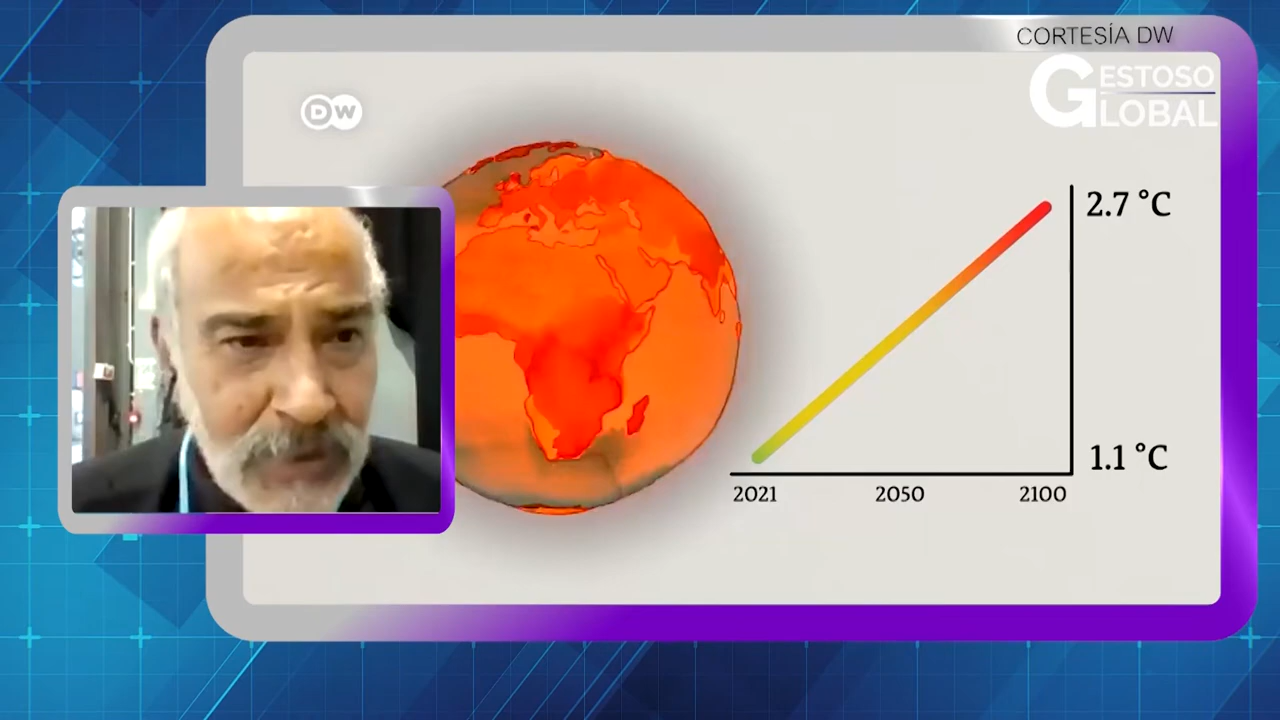 CORTESÍA DW
GESTOSO
GLOBAL
DW
2.7 °C
1.1 °C
2021 2050 2100